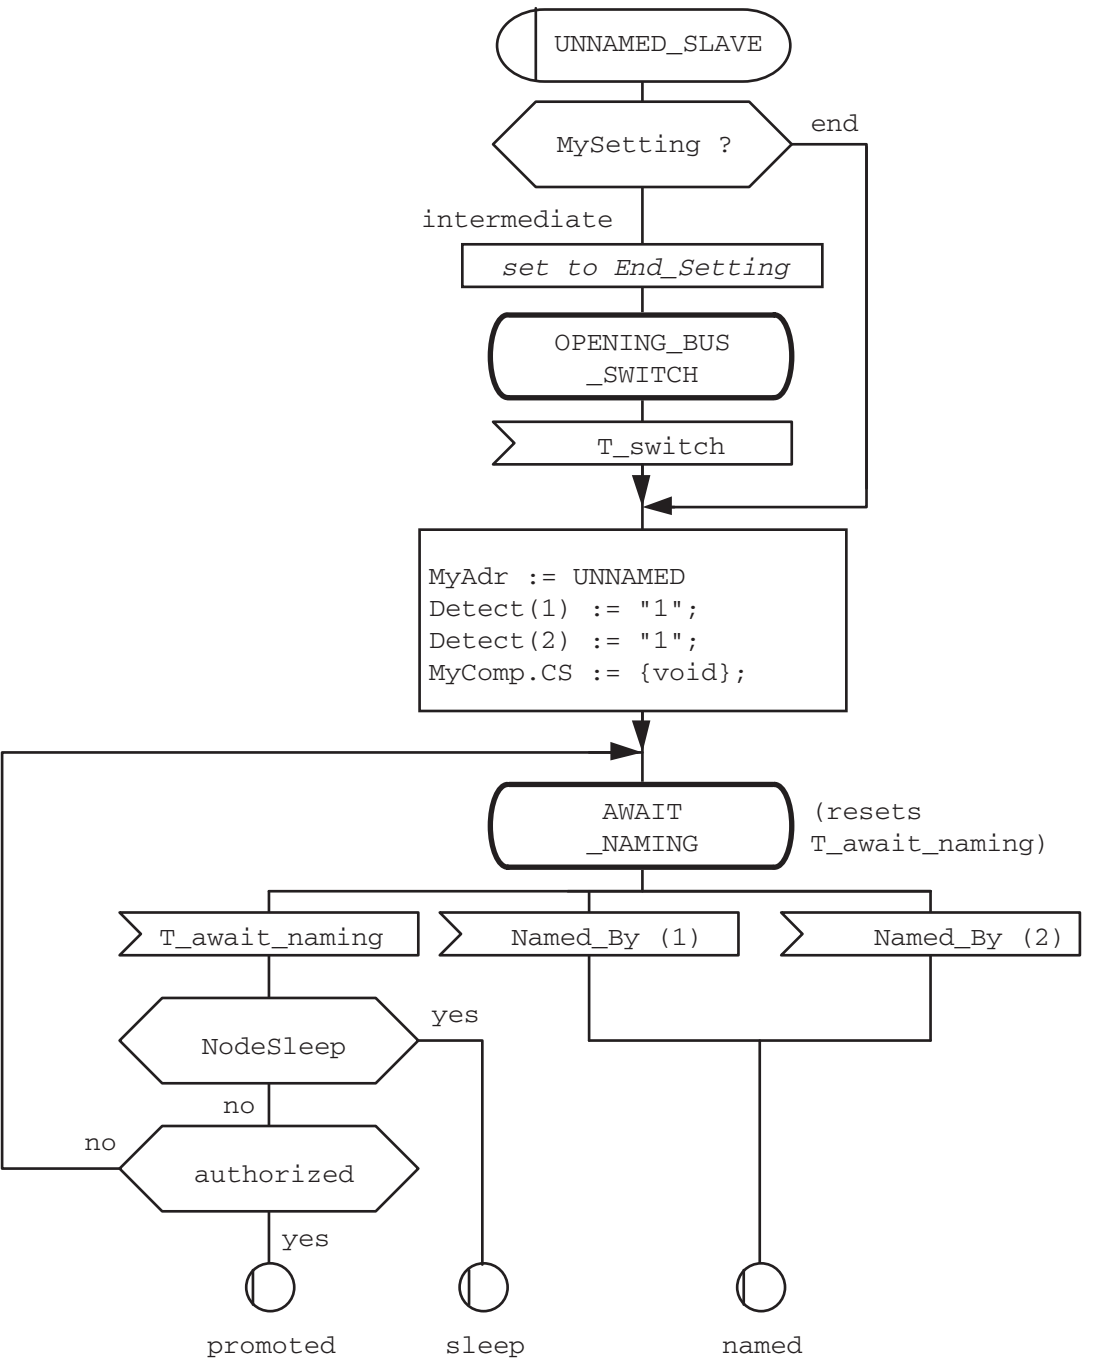 UNNAMED_SLAVE
MySetting ?
end
intermediate
set to End_Setting
OPENING_BUS
_SWITCH
T_switch
MyAdr := UNNAMED
Detect(1) := "1";
Detect(2) := "1";
MyComp.CS := {void};
AWAIT
_NAMING
(resets
T_await_naming)
T_await_naming
Named_By (1)
Named_By (2)
yes
NodeSleep
no
no
authorized
yes
promoted
sleep
named